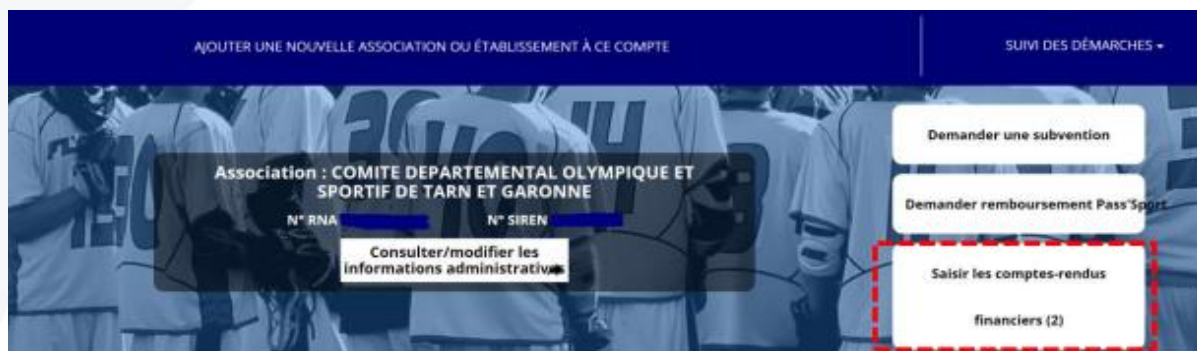 AJOUTER UNE NOUVELLE ASSOCIATION OU ÉTABLISSEMENT À CE COMPTE
SUIVI DES DÉMARCHES
Association : COMITE DEPARTEMENTAL OLYMPIQUE ET
SPORTIF DE TARN ET GARONNE
N° RNA
N° SIREN
Consulter/modifier les
informations administratives
Demander une subvention
Demander remboursement Pass'Sport
Saisir les comptes-rendus
financiers (2)